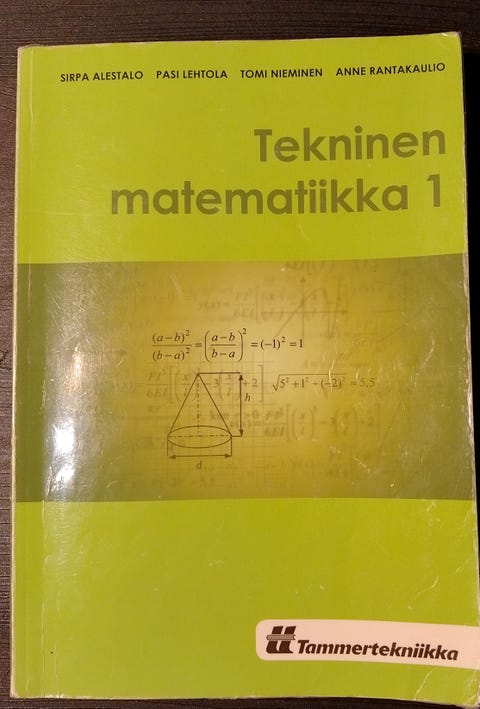 SIRPA ALESTALO PASI LEHTOLA TOMI NIEMINEN ANNE RANTAKAULIO
Tekninen
matematiikka 1
(a−b)²/(b−a)² = ((a−b)/(b−a))² = (−1)² = 1
√(5²+1²+(−2)²) ≈ 5,5
h
d
Tammertekniikka